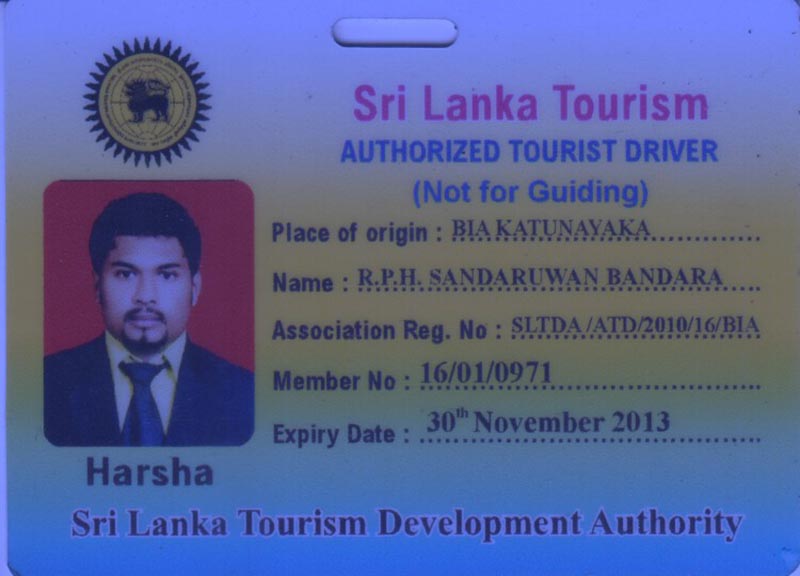 Sri Lanka Tourism
AUTHORIZED TOURIST DRIVER
(Not for Guiding)
Place of origin : BIA KATUNAYAKA
Name : R.P.H. SANDARUWAN BANDARA
Association Reg. No : SLTDA/ATD/2010/16/BIA
Member No : 16/01/0971
Expiry Date : 30th November 2013
Harsha
Sri Lanka Tourism Development Authority